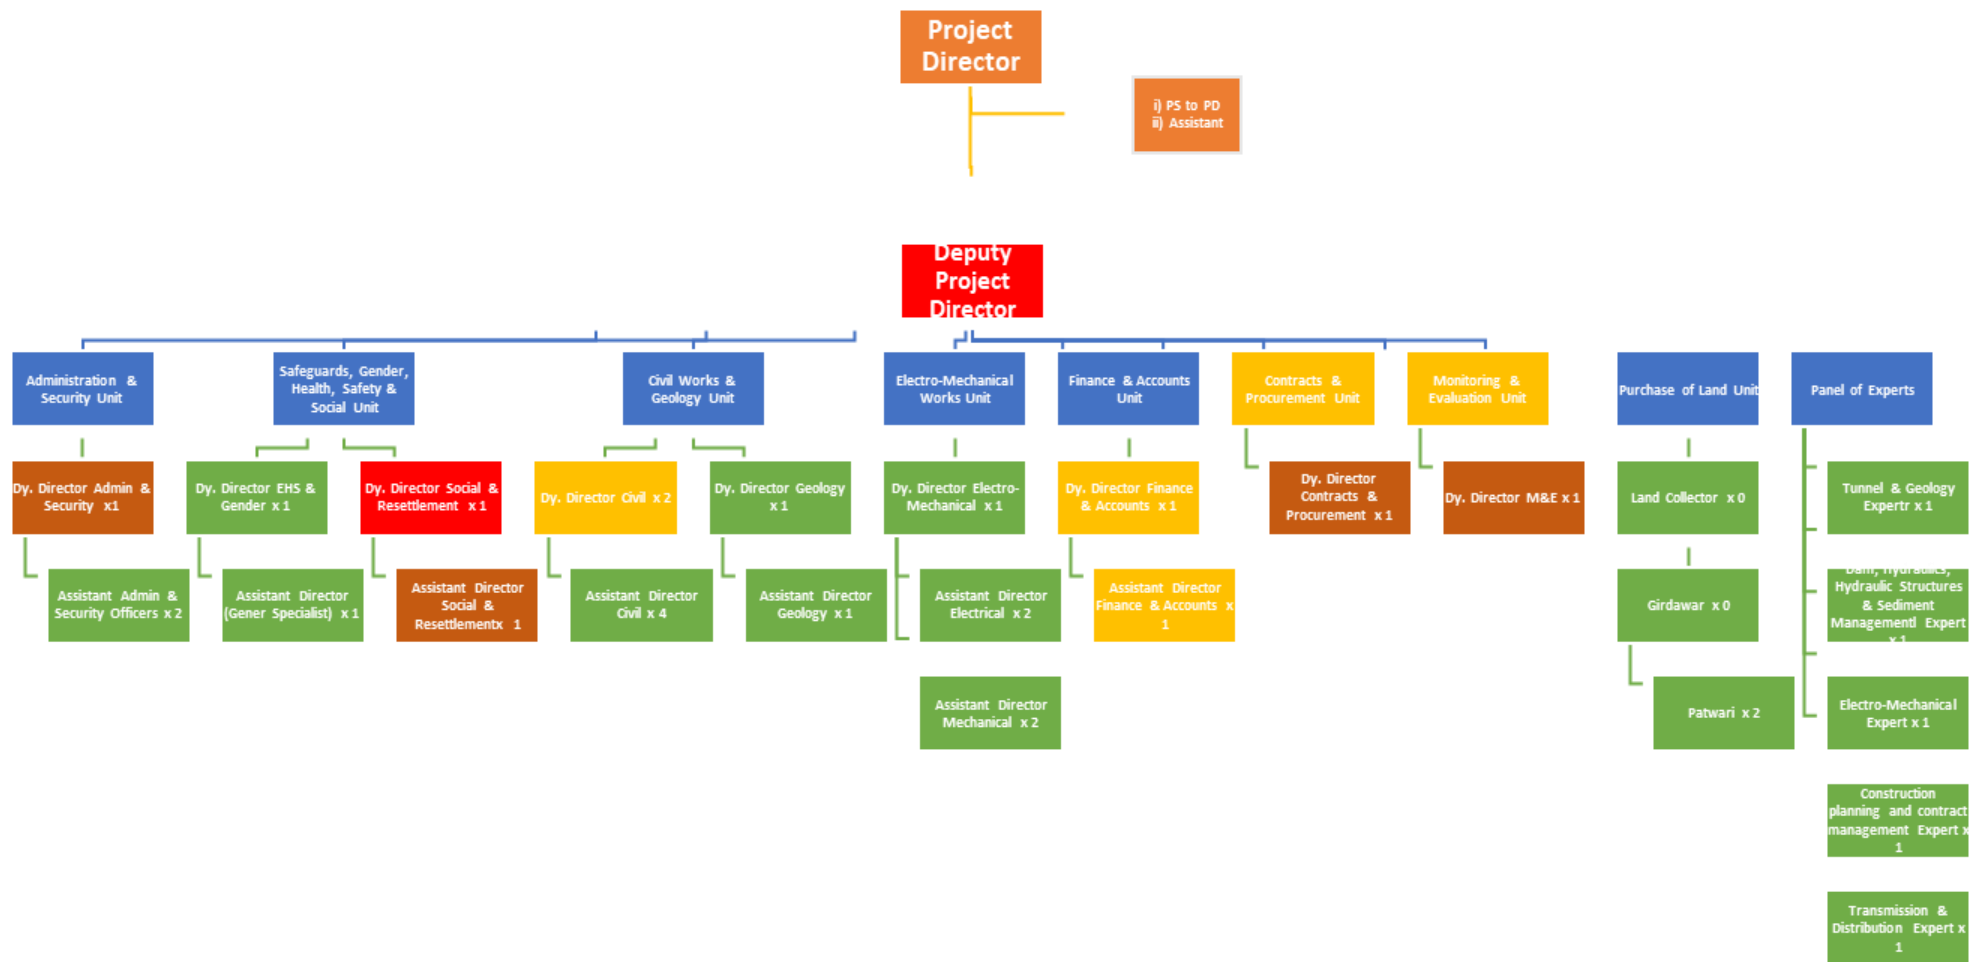 Project
Director
i) PS to PD
ii) Assistant
Deputy
Project
Director
Administration &
Security Unit
Safeguards, Gender,
Health, Safety &
Social Unit
Civil Works &
Geology Unit
Electro-Mechanical
Works Unit
Finance & Accounts
Unit
Contracts &
Procurement Unit
Monitoring &
Evaluation Unit
Purchase of Land Unit
Panel of Experts
Dy. Director Admin &
Security x1
Dy. Director EHS &
Gender x 1
Dy. Director Social &
Resettlement x 1
Dy. Director Civil x 2
Dy. Director Geology
x 1
Dy. Director Electro-
Mechanical x 1
Dy. Director Finance
& Accounts x 1
Dy. Director
Contracts &
Procurement x 1
Dy. Director M&E x 1
Land Collector x 0
Tunnel & Geology
Expertr x 1
Assistant Admin &
Security Officers x 2
Assistant Director
(Gener Specialist) x 1
Assistant Director
Social &
Resettlementx 1
Assistant Director
Civil x 4
Assistant Director
Geology x 1
Assistant Director
Electrical x 2
Assistant Director
Finance & Accounts x
1
Girdawar x 0
Dam, Hydraulics,
Hydraulic Structures
& Sediment
Managementl Expert
x 1
Assistant Director
Mechanical x 2
Patwari x 2
Electro-Mechanical
Expert x 1
Construction
planning and contract
management Expert x
1
Transmission &
Distribution Expert x
1